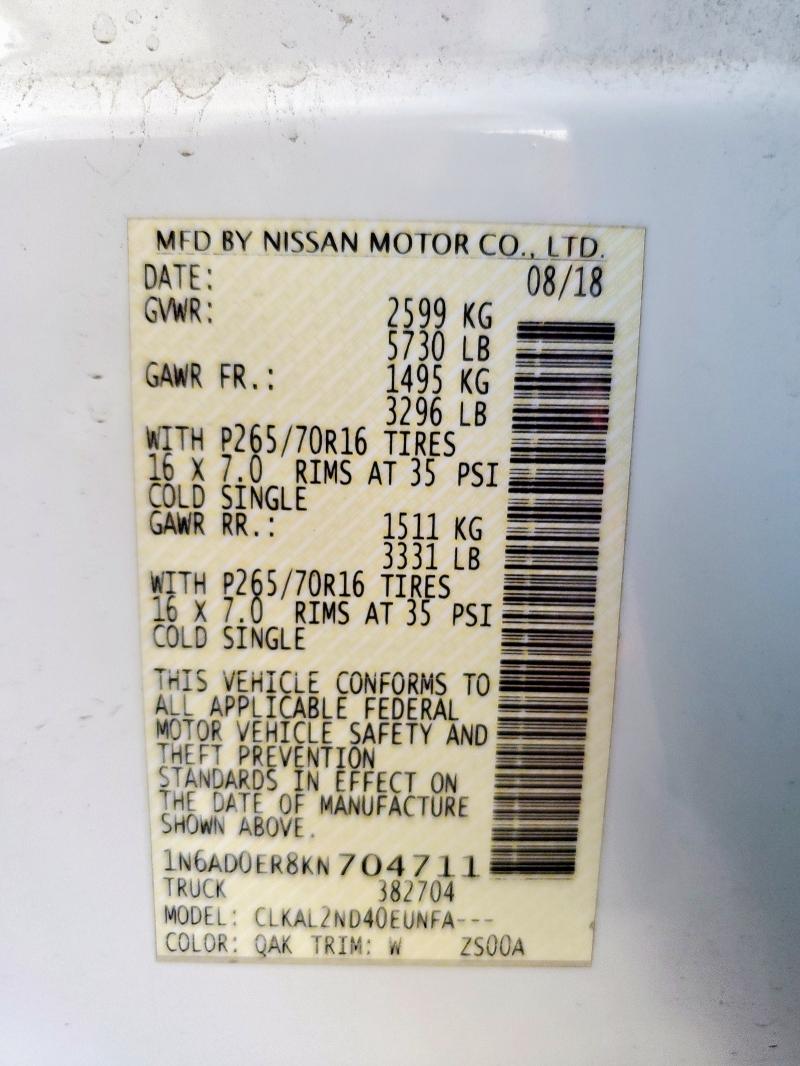 MFD BY NISSAN MOTOR CO., LTD.
DATE: 08/18
GVWR: 2599 KG
5730 LB
GAWR FR.: 1495 KG
3296 LB
WITH P265/70R16 TIRES
16 X 7.0 RIMS AT 35 PSI
COLD SINGLE
GAWR RR.: 1511 KG
3331 LB
WITH P265/70R16 TIRES
16 X 7.0 RIMS AT 35 PSI
COLD SINGLE
THIS VEHICLE CONFORMS TO
ALL APPLICABLE FEDERAL
MOTOR VEHICLE SAFETY AND
THEFT PREVENTION
STANDARDS IN EFFECT ON
THE DATE OF MANUFACTURE
SHOWN ABOVE.
1N6AD0ER8KN704711
TRUCK 382704
MODEL: CLKAL2ND40EUNFA---
COLOR: QAK TRIM: W ZS00A